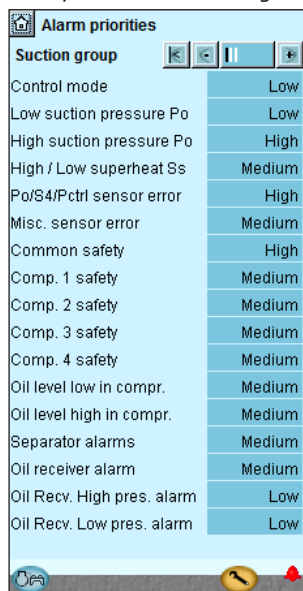 Alarm priorities
Suction group
Control mode Low
Low suction pressure Po Low
High suction pressure Po High
High / Low superheat Ss Medium
Po/S4/Pctrl sensor error High
Misc. sensor error Medium
Common safety High
Comp. 1 safety Medium
Comp. 2 safety Medium
Comp. 3 safety Medium
Comp. 4 safety Medium
Oil level low in compr. Medium
Oil level high in compr. Medium
Separator alarms Medium
Oil receiver alarm Medium
Oil Recv. High pres. alarm Low
Oil Recv. Low pres. alarm Low